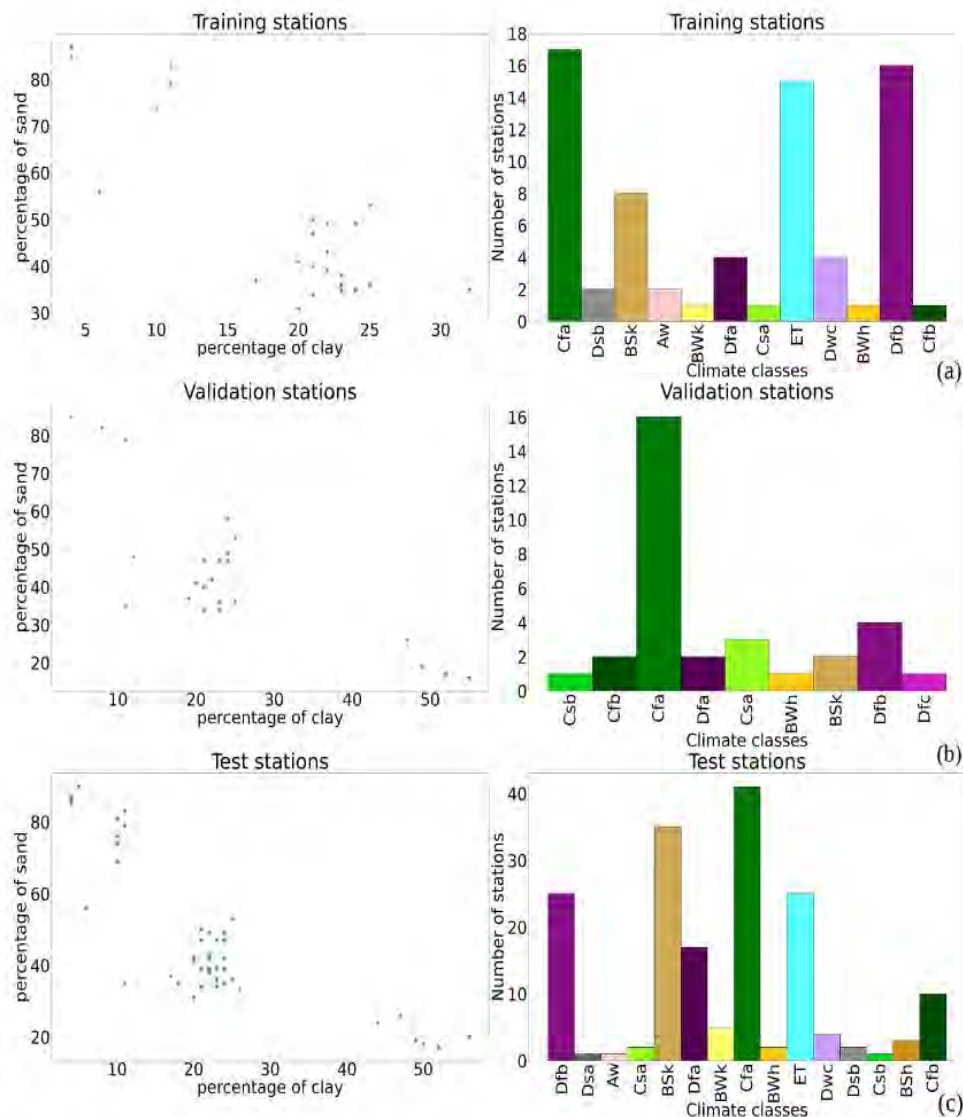 Training stations
percentage of sand
80
70
60
50
40
30
5 10 15 20 25 30
percentage of clay
Training stations
Number of stations
18
16
14
12
10
8
6
4
2
0
Cfa Dsb BSk Aw BWk Dfa Csa ET Dwc BWh Dfb Cfb
Climate classes
(a)
Validation stations
percentage of sand
80
70
60
50
40
30
20
10 20 30 40 50
percentage of clay
Validation stations
Number of stations
16
14
12
10
8
6
4
2
0
Csb Cfb Cfa Dfa Csa BWh BSk Dfb Dfc
Climate classes
(b)
Test stations
percentage of sand
80
60
40
20
10 20 30 40 50
percentage of clay
Test stations
Number of stations
40
30
20
10
0
Dfb Dsa Aw Csa BSk Dfa BWk Cfa BWh ET Dwc Dsb Csb BSh Cfb
Climate classes
(c)